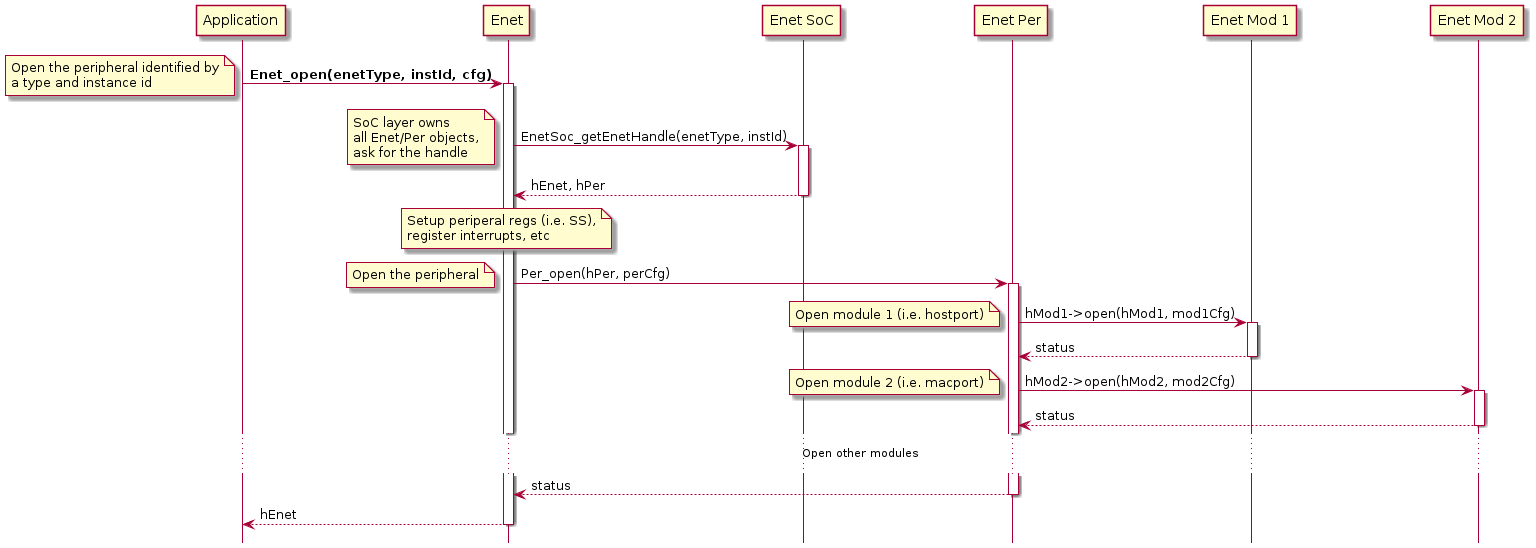 Application
Enet
Enet SoC
Enet Per
Enet Mod 1
Enet Mod 2
Open the peripheral identified by
a type and instance id
Enet_open(enetType, instId, cfg)
SoC layer owns
all Enet/Per objects,
ask for the handle
EnetSoc_getEnetHandle(enetType, instId)
hEnet, hPer
Setup periperal regs (i.e. SS),
register interrupts, etc
Open the peripheral
Per_open(hPer, perCfg)
Open module 1 (i.e. hostport)
hMod1->open(hMod1, mod1Cfg)
status
Open module 2 (i.e. macport)
hMod2->open(hMod2, mod2Cfg)
status
Open other modules
status
hEnet